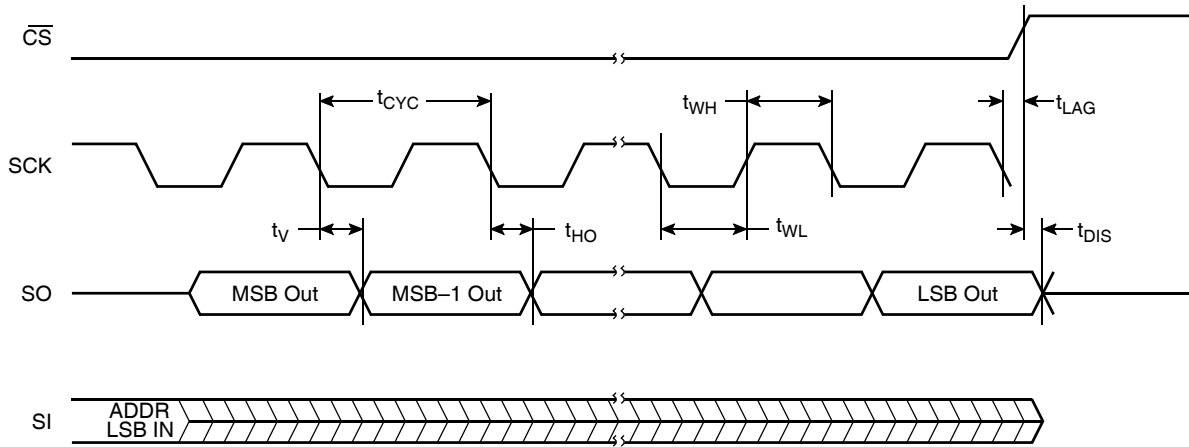 CS
tCYC
tWH
tLAG
SCK
tV
tHO
tWL
tDIS
SO
MSB Out
MSB–1 Out
LSB Out
SI
ADDR
LSB IN